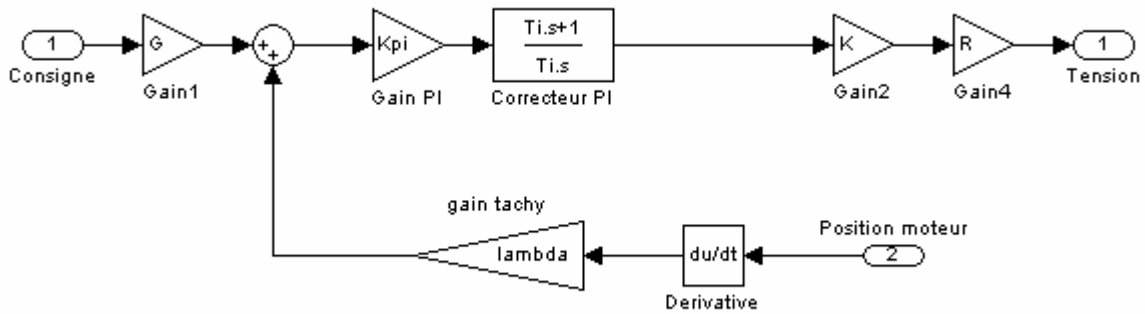 1
Consigne
G
Gain1
+
+
Kpi
Gain PI
Ti.s+1
Ti.s
Correcteur PI
K
Gain2
R
Gain4
1
Tension
gain tachy
lambda
du/dt
Derivative
Position moteur
2